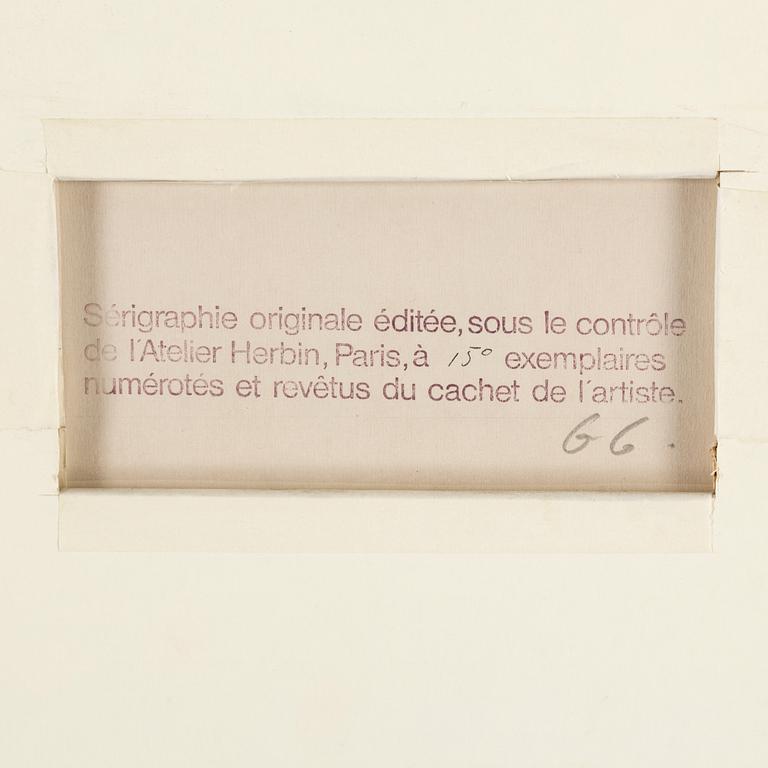 Sérigraphie originale éditée, sous le contrôle
de l'Atelier Herbin, Paris, à 150 exemplaires
numérotés et revêtus du cachet de l'artiste.
GG.